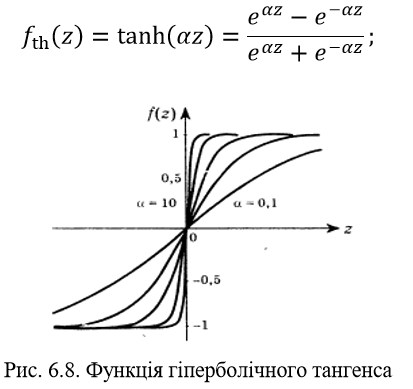 f_th(z) = tanh(αz) = (e^{αz} − e^{−αz}) / (e^{αz} + e^{−αz}) ;
f(z)
1
0,5
α = 10
α = 0,1
0
z
−0,5
−1
Рис. 6.8. Функція гіперболічного тангенса